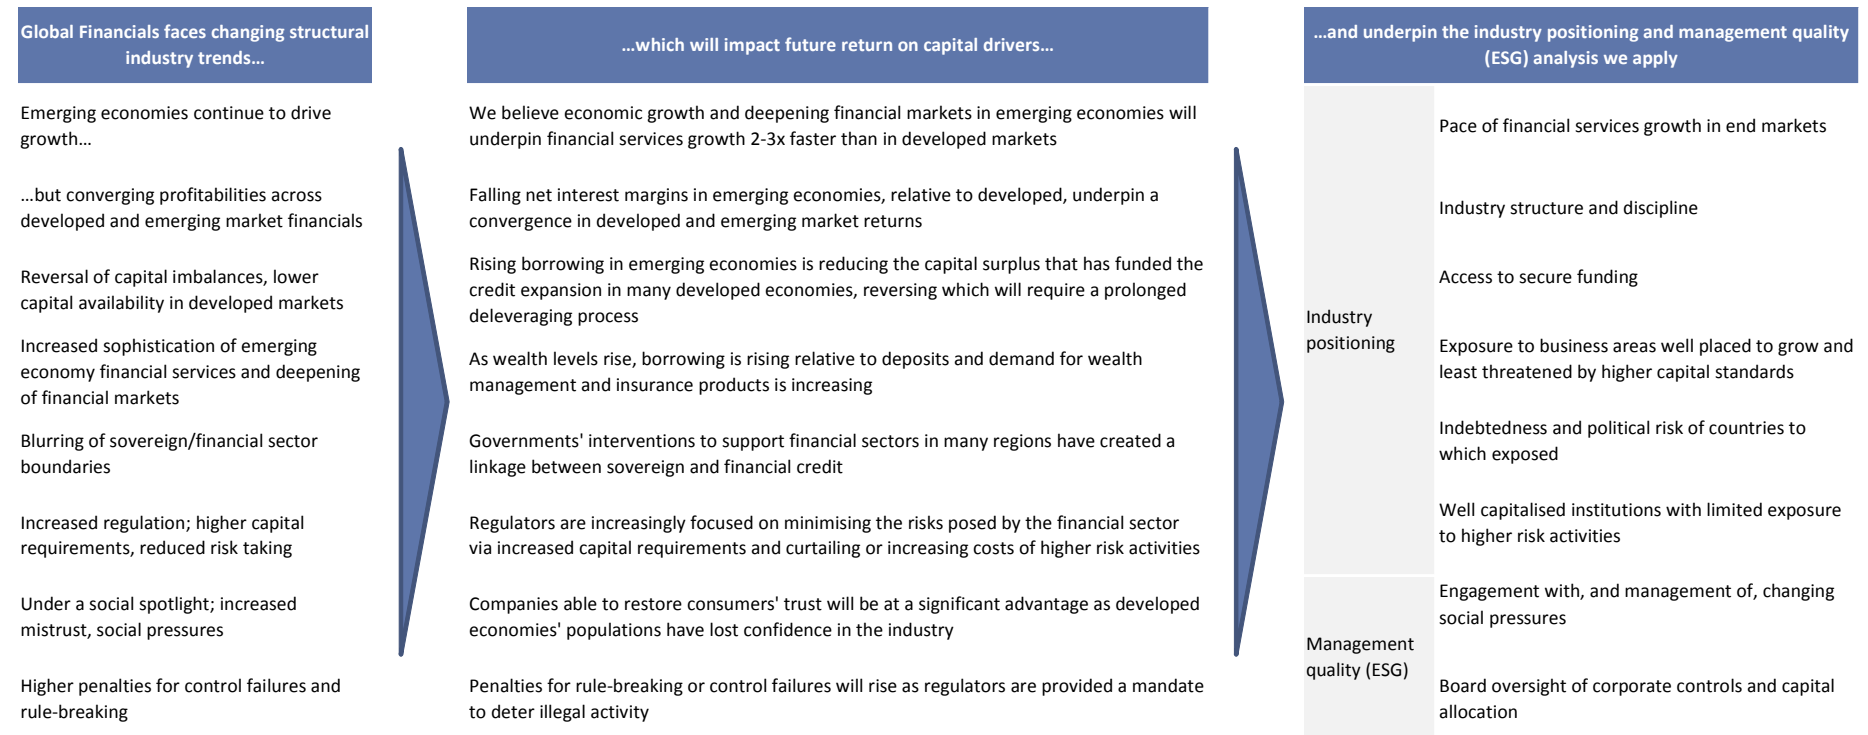 Global Financials faces changing structural
industry trends…
…which will impact future return on capital drivers…
…and underpin the industry positioning and management quality
(ESG) analysis we apply
Emerging economies continue to drive
growth…
We believe economic growth and deepening financial markets in emerging economies will
underpin financial services growth 2-3x faster than in developed markets
Pace of financial services growth in end markets
…but converging profitabilities across
developed and emerging market financials
Falling net interest margins in emerging economies, relative to developed, underpin a
convergence in developed and emerging market returns
Industry structure and discipline
Reversal of capital imbalances, lower
capital availability in developed markets
Rising borrowing in emerging economies is reducing the capital surplus that has funded the
credit expansion in many developed economies, reversing which will require a prolonged
deleveraging process
Access to secure funding
Industry
positioning
Increased sophistication of emerging
economy financial services and deepening
of financial markets
As wealth levels rise, borrowing is rising relative to deposits and demand for wealth
management and insurance products is increasing
Exposure to business areas well placed to grow and
least threatened by higher capital standards
Blurring of sovereign/financial sector
boundaries
Governments' interventions to support financial sectors in many regions have created a
linkage between sovereign and financial credit
Indebtedness and political risk of countries to
which exposed
Increased regulation; higher capital
requirements, reduced risk taking
Regulators are increasingly focused on minimising the risks posed by the financial sector
via increased capital requirements and curtailing or increasing costs of higher risk activities
Well capitalised institutions with limited exposure
to higher risk activities
Under a social spotlight; increased
mistrust, social pressures
Companies able to restore consumers' trust will be at a significant advantage as developed
economies' populations have lost confidence in the industry
Engagement with, and management of, changing
social pressures
Management
quality (ESG)
Higher penalties for control failures and
rule-breaking
Penalties for rule-breaking or control failures will rise as regulators are provided a mandate
to deter illegal activity
Board oversight of corporate controls and capital
allocation